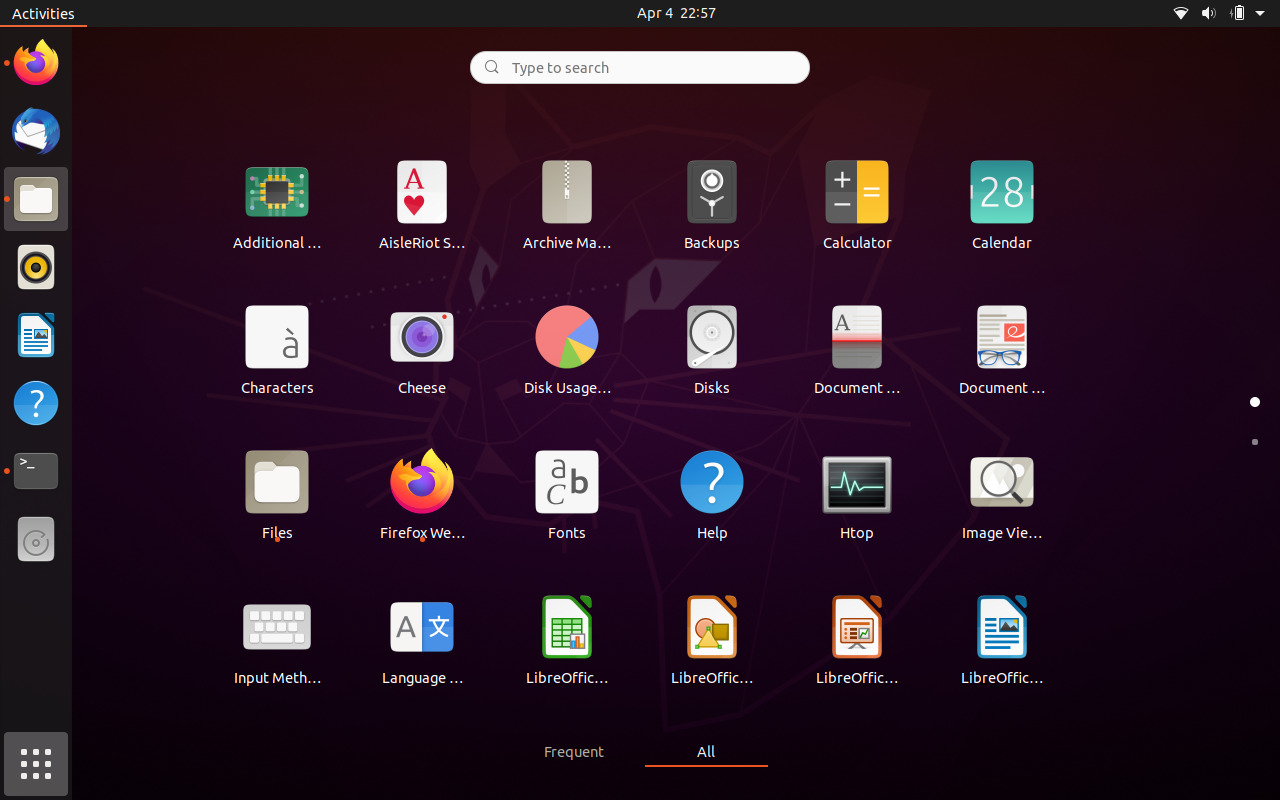 Activities
Apr 4 22:57
Type to search
Additional ...
AisleRiot S...
Archive Ma...
Backups
Calculator
28
Calendar
A
à
Characters
Cheese
Disk Usage...
Disks
A
Document ...
Document ...
>_
Files
Firefox We...
a
b
C
Fonts
?
Help
Htop
Image Vie...
Input Meth...
A 文
Language ...
LibreOffic...
LibreOffic...
LibreOffic...
LibreOffic...
Frequent
All